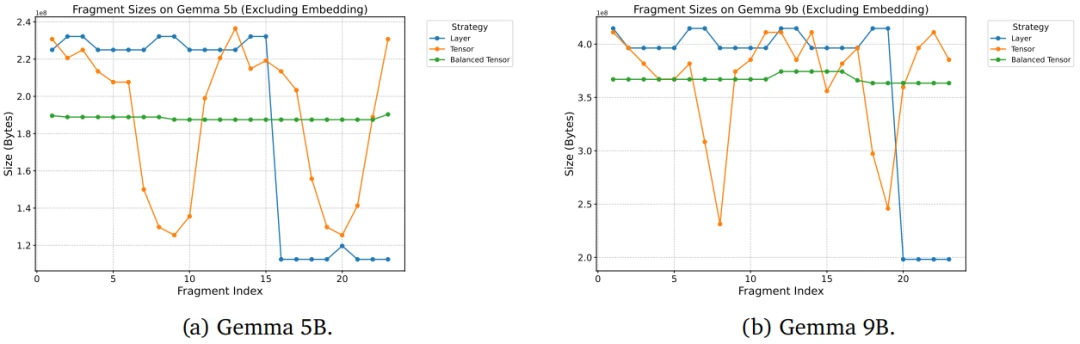 Fragment Sizes on Gemma 5b (Excluding Embedding)
1e8
2.4
2.2
2.0
1.8
1.6
1.4
1.2
Size (Bytes)
0 5 10 15 20
Fragment Index
Strategy
Layer
Tensor
Balanced Tensor
(a) Gemma 5B.
Fragment Sizes on Gemma 9b (Excluding Embedding)
1e8
4.0
3.5
3.0
2.5
2.0
Size (Bytes)
0 5 10 15 20
Fragment Index
Strategy
Layer
Tensor
Balanced Tensor
(b) Gemma 9B.